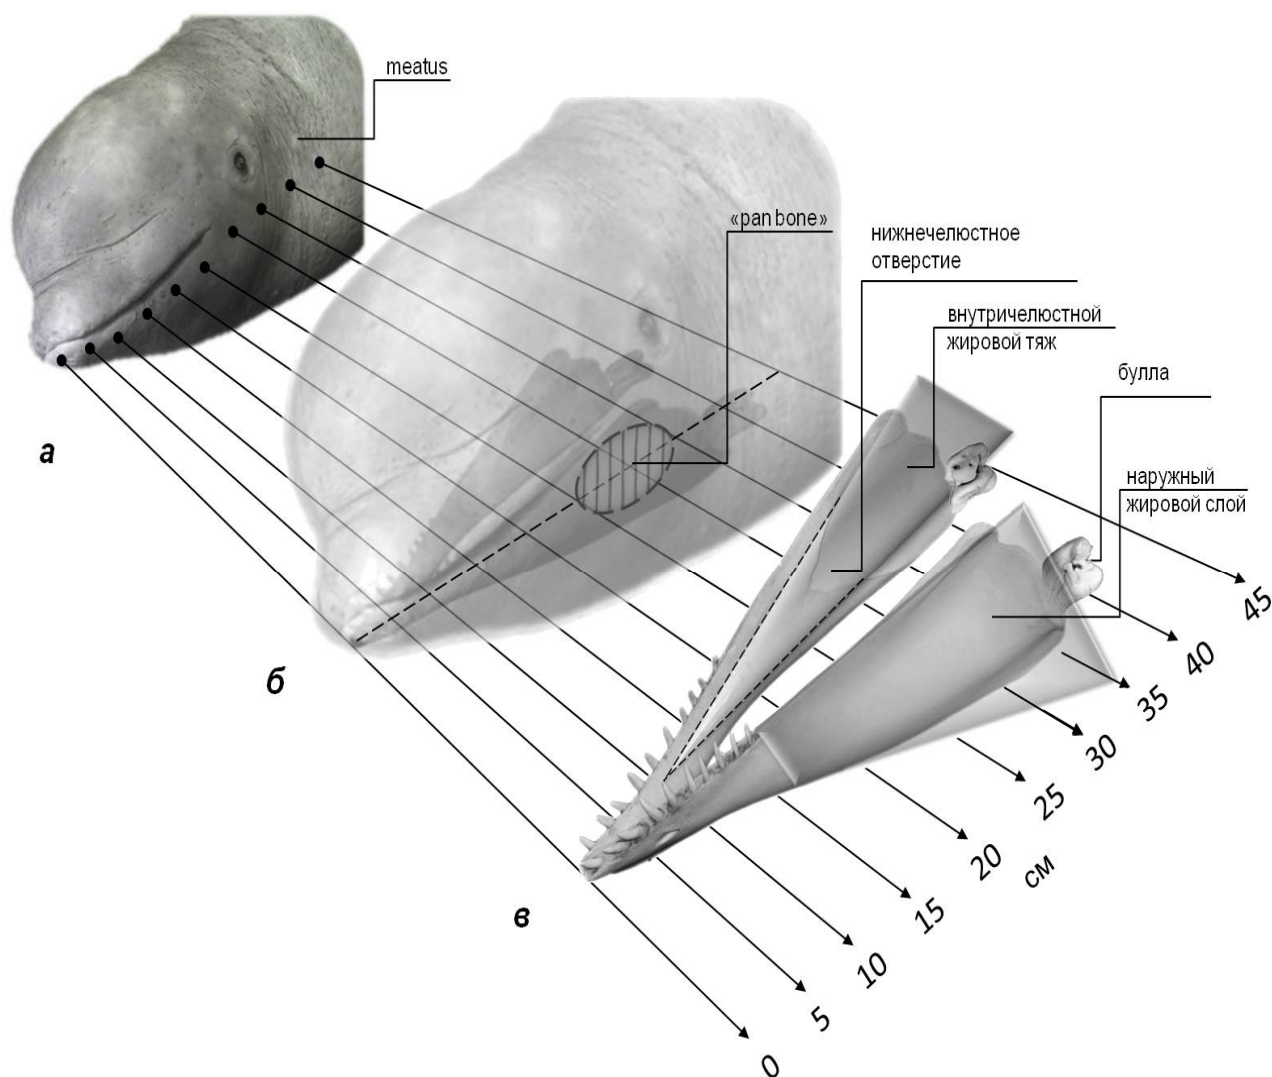 meatus
«pan bone»
нижнечелюстное
отверстие
внутричелюстной
жировой тяж
булла
наружный
жировой слой
а
б
в
45
40
35
30
25
20
см
15
10
5
0